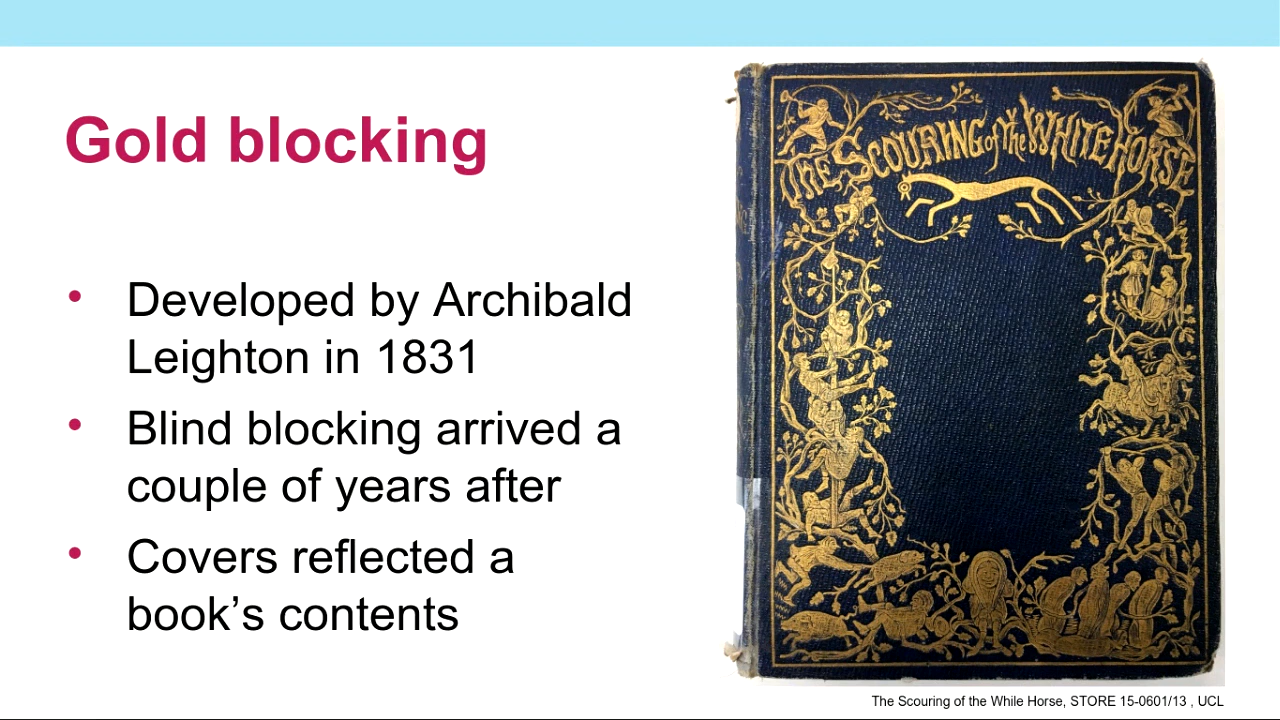 Gold blocking
• Developed by Archibald
Leighton in 1831
• Blind blocking arrived a
couple of years after
• Covers reflected a
book’s contents
THE SCOURING of the WHITE HORSE
The Scouring of the While Horse, STORE 15-0601/13 , UCL